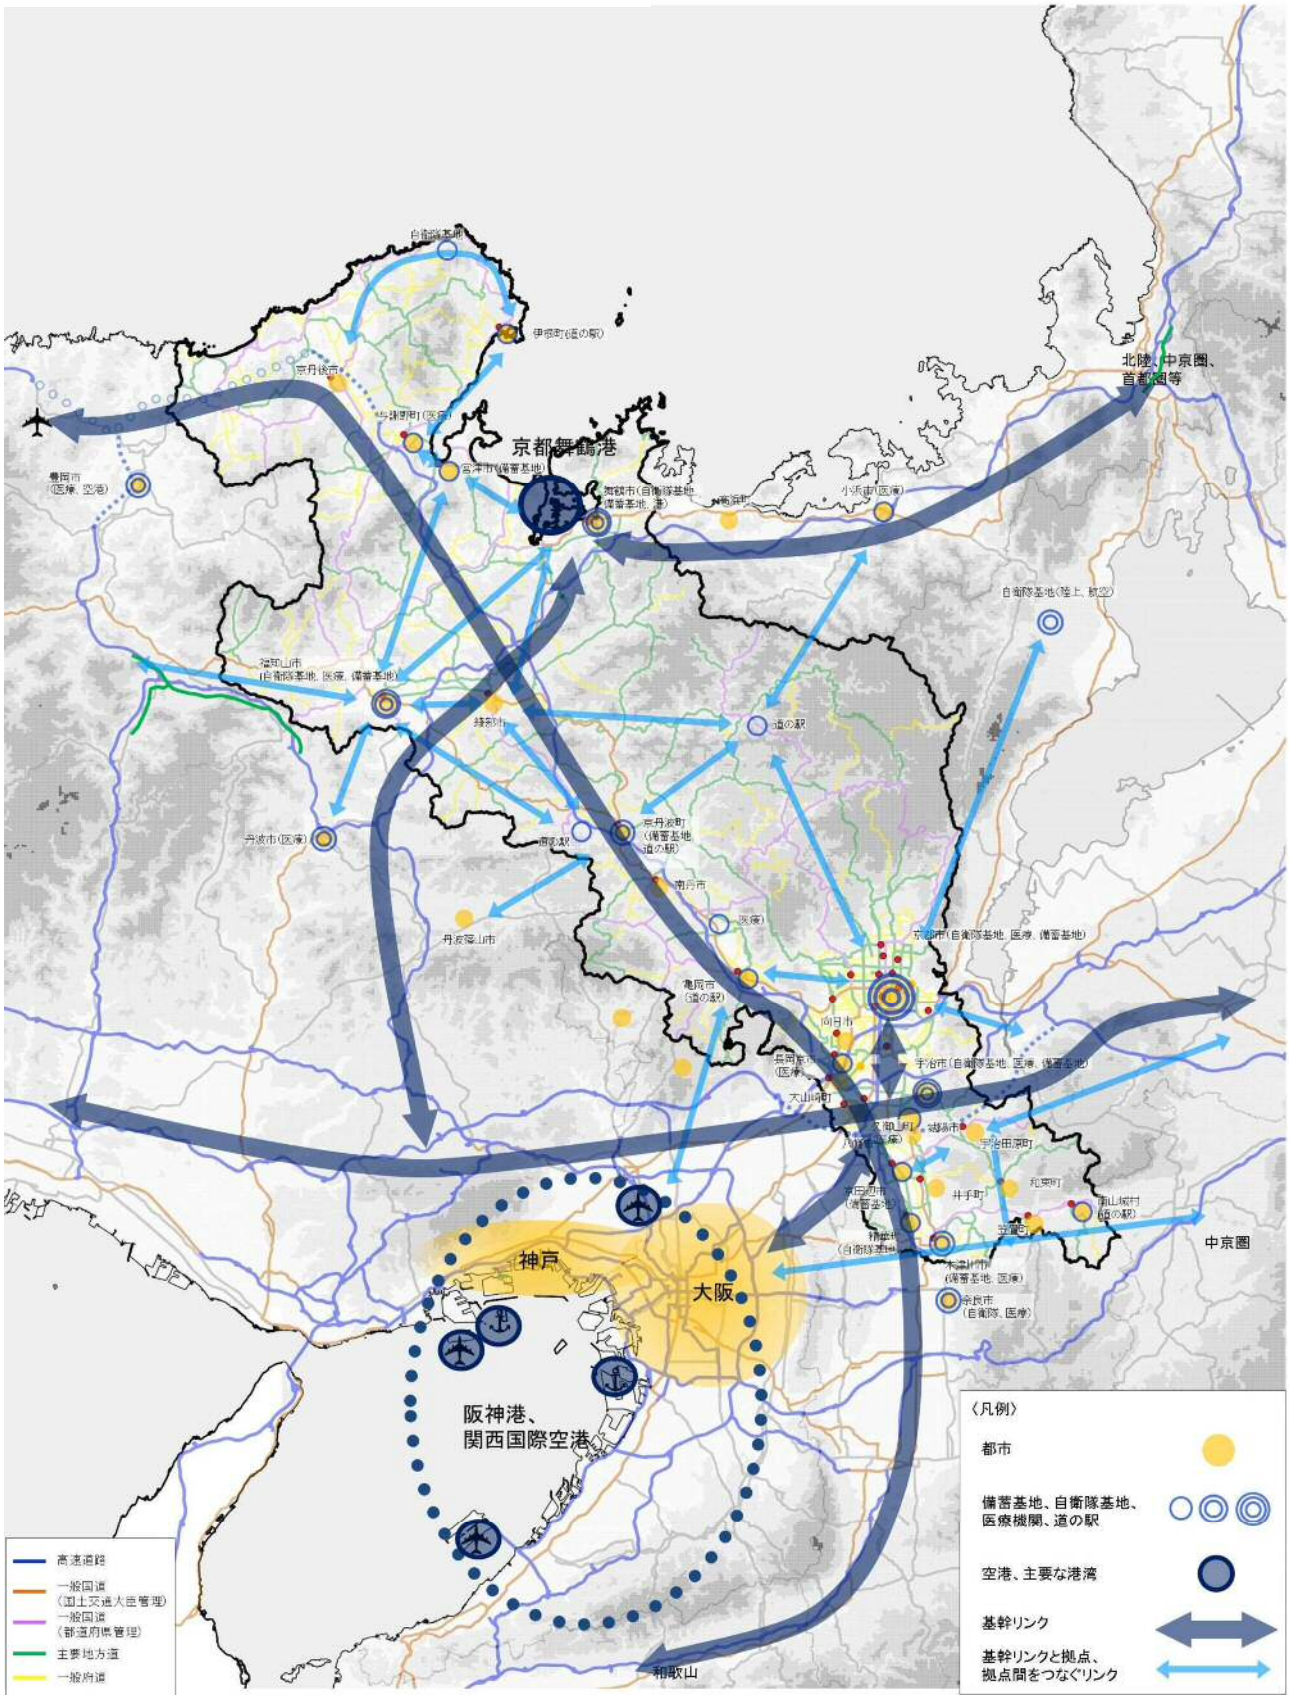 自衛隊基地
伊根町(道の駅)
北陸、中京圏、
首都圏等
京丹後市
与謝野町(医療)
京都舞鶴港
宮津市(備蓄基地)
豊岡市
(医療、空港)
舞鶴市(自衛隊基地、
備蓄基地、港)
高浜町
小浜市(医療)
自衛隊基地(陸上、航空)
福知山市
(自衛隊基地、医療、備蓄基地)
綾部市
道の駅
丹波市(医療)
道の駅
京丹波町
(備蓄基地、
道の駅)
南丹市
(医療)
丹波篠山市
京都市(自衛隊基地、医療、備蓄基地)
亀岡市
(道の駅)
向日市
長岡京市
(医療)
宇治市(自衛隊基地、医療、備蓄基地)
大山崎町
久御山町
(医療)
城陽市
宇治田原町
京田辺市
(備蓄基地)
井手町
和束町
南山城村
(道の駅)
笠置町
精華町
(自衛隊基地)
木津川市
(備蓄基地、医療)
中京圏
奈良市
(自衛隊、医療)
神戸
大阪
阪神港、
関西国際空港
和歌山
〈凡例〉
都市
備蓄基地、自衛隊基地、
医療機関、道の駅
空港、主要な港湾
基幹リンク
基幹リンクと拠点、
拠点間をつなぐリンク
高速道路
一般国道
(国土交通大臣管理)
一般国道
(都道府県管理)
主要地方道
一般府道